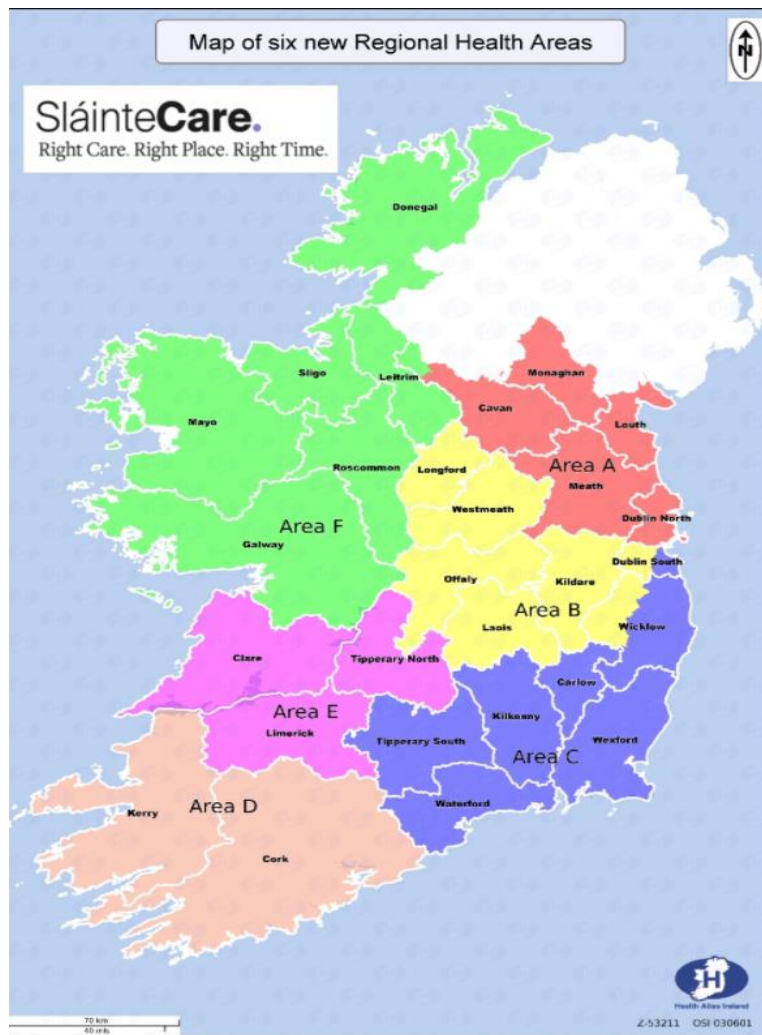 Map of six new Regional Health Areas
N
SláinteCare.
Right Care. Right Place. Right Time.
Donegal
Monaghan
Sligo
Leitrim
Cavan
Louth
Mayo
Area A
Roscommon
Longford
Meath
Westmeath
Dublin North
Area F
Galway
Dublin South
Offaly
Kildare
Area B
Laois
Wicklow
Clare
Tipperary North
Carlow
Area E
Kilkenny
Limerick
Tipperary South
Wexford
Area C
Area D
Waterford
Kerry
Cork
H
Health Atlas Ireland
70 km
40 mls
Z-53211 OSI 030601